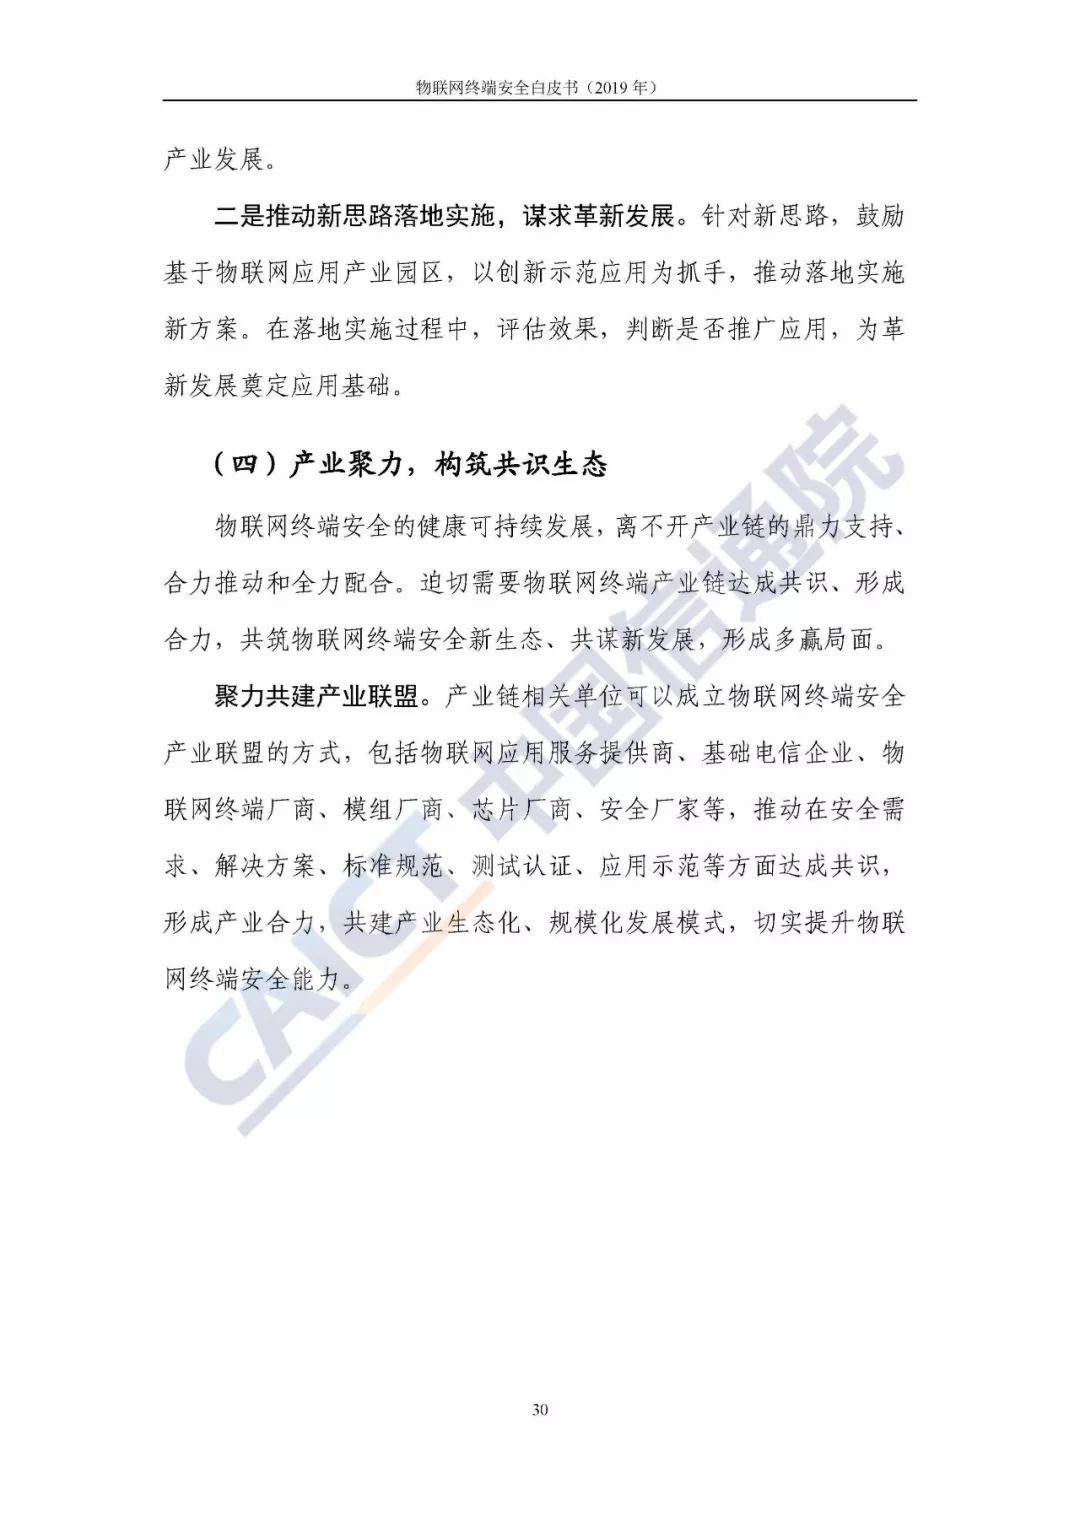 物联网终端安全白皮书（2019 年）
产业发展。
二是推动新思路落地实施，谋求革新发展。针对新思路，鼓励
基于物联网应用产业园区，以创新示范应用为抓手，推动落地实施
新方案。在落地实施过程中，评估效果，判断是否推广应用，为革
新发展奠定应用基础。
（四）产业聚力，构筑共识生态
物联网终端安全的健康可持续发展，离不开产业链的鼎力支持、
合力推动和全力配合。迫切需要物联网终端产业链达成共识、形成
合力，共筑物联网终端安全新生态、共谋新发展，形成多赢局面。
聚力共建产业联盟。产业链相关单位可以成立物联网终端安全
产业联盟的方式，包括物联网应用服务提供商、基础电信企业、物
联网终端厂商、模组厂商、芯片厂商、安全厂家等，推动在安全需
求、解决方案、标准规范、测试认证、应用示范等方面达成共识，
形成产业合力，共建产业生态化、规模化发展模式，切实提升物联
网终端安全能力。
CAICT 中国信通院
30